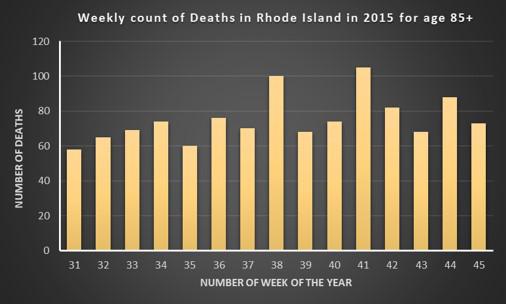 Weekly count of Deaths in Rhode Island in 2015 for age 85+
120
100
80
60
40
20
0
NUMBER OF DEATHS
31 32 33 34 35 36 37 38 39 40 41 42 43 44 45
NUMBER OF WEEK OF THE YEAR